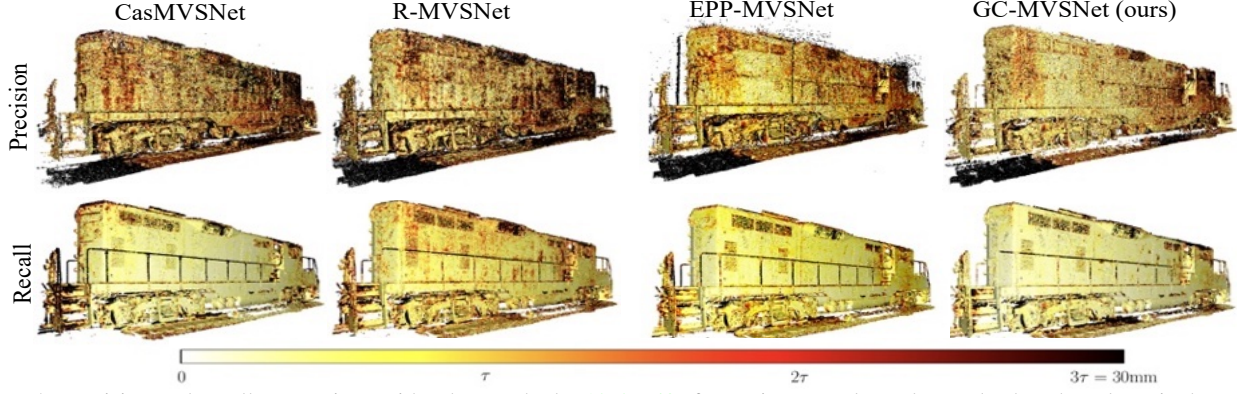 CasMVSNet R-MVSNet EPP-MVSNet GC-MVSNet (ours)
Precision
Recall
0 τ 2τ 3τ = 30mm